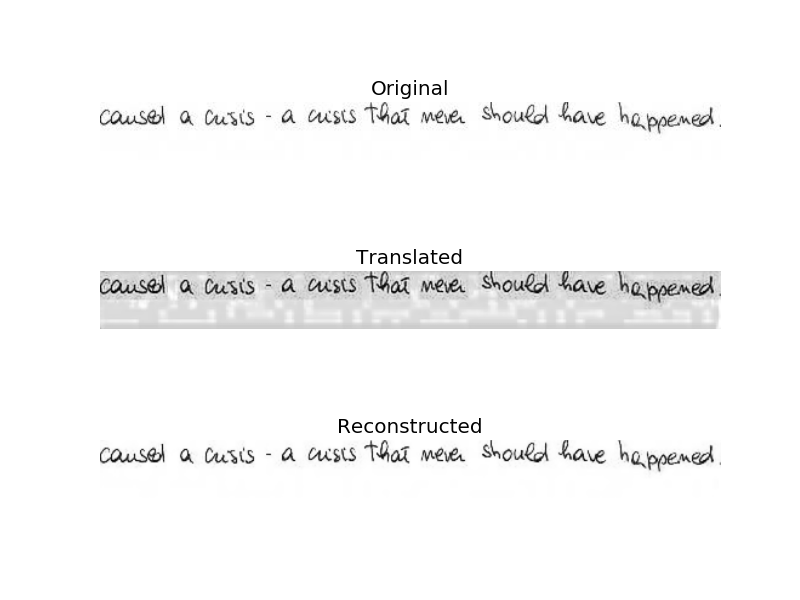 Original
caused a crisis - a crisis that never should have happened.
Translated
caused a crisis - a crisis that never should have happened.
Reconstructed
caused a crisis - a crisis that never should have happened.